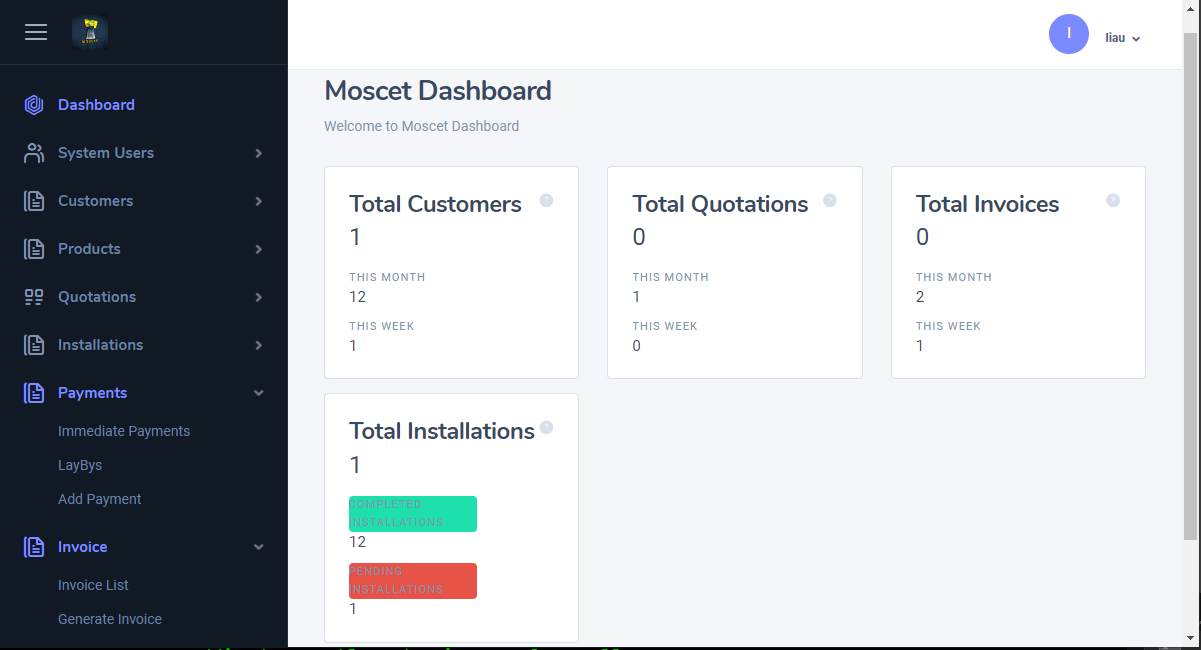 I
liau
Dashboard
System Users
Customers
Products
Quotations
Installations
Payments
Immediate Payments
LayBys
Add Payment
Invoice
Invoice List
Generate Invoice
Moscet Dashboard
Welcome to Moscet Dashboard
Total Customers ?
1
THIS MONTH
12
THIS WEEK
1
Total Quotations ?
0
THIS MONTH
1
THIS WEEK
0
Total Invoices ?
0
THIS MONTH
2
THIS WEEK
1
Total Installations ?
1
COMPLETED
INSTALLATIONS
12
PENDING
INSTALLATIONS
1